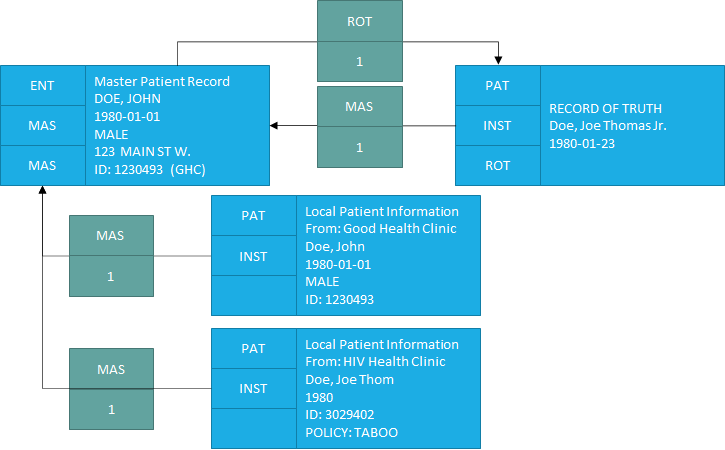 ROT
1
ENT
MAS
MAS
Master Patient Record
DOE, JOHN
1980-01-01
MALE
123 MAIN ST W.
ID: 1230493 (GHC)
MAS
1
PAT
INST
ROT
RECORD OF TRUTH
Doe, Joe Thomas Jr.
1980-01-23
MAS
1
PAT
INST
Local Patient Information
From: Good Health Clinic
Doe, John
1980-01-01
MALE
ID: 1230493
MAS
1
PAT
INST
Local Patient Information
From: HIV Health Clinic
Doe, Joe Thom
1980
ID: 3029402
POLICY: TABOO